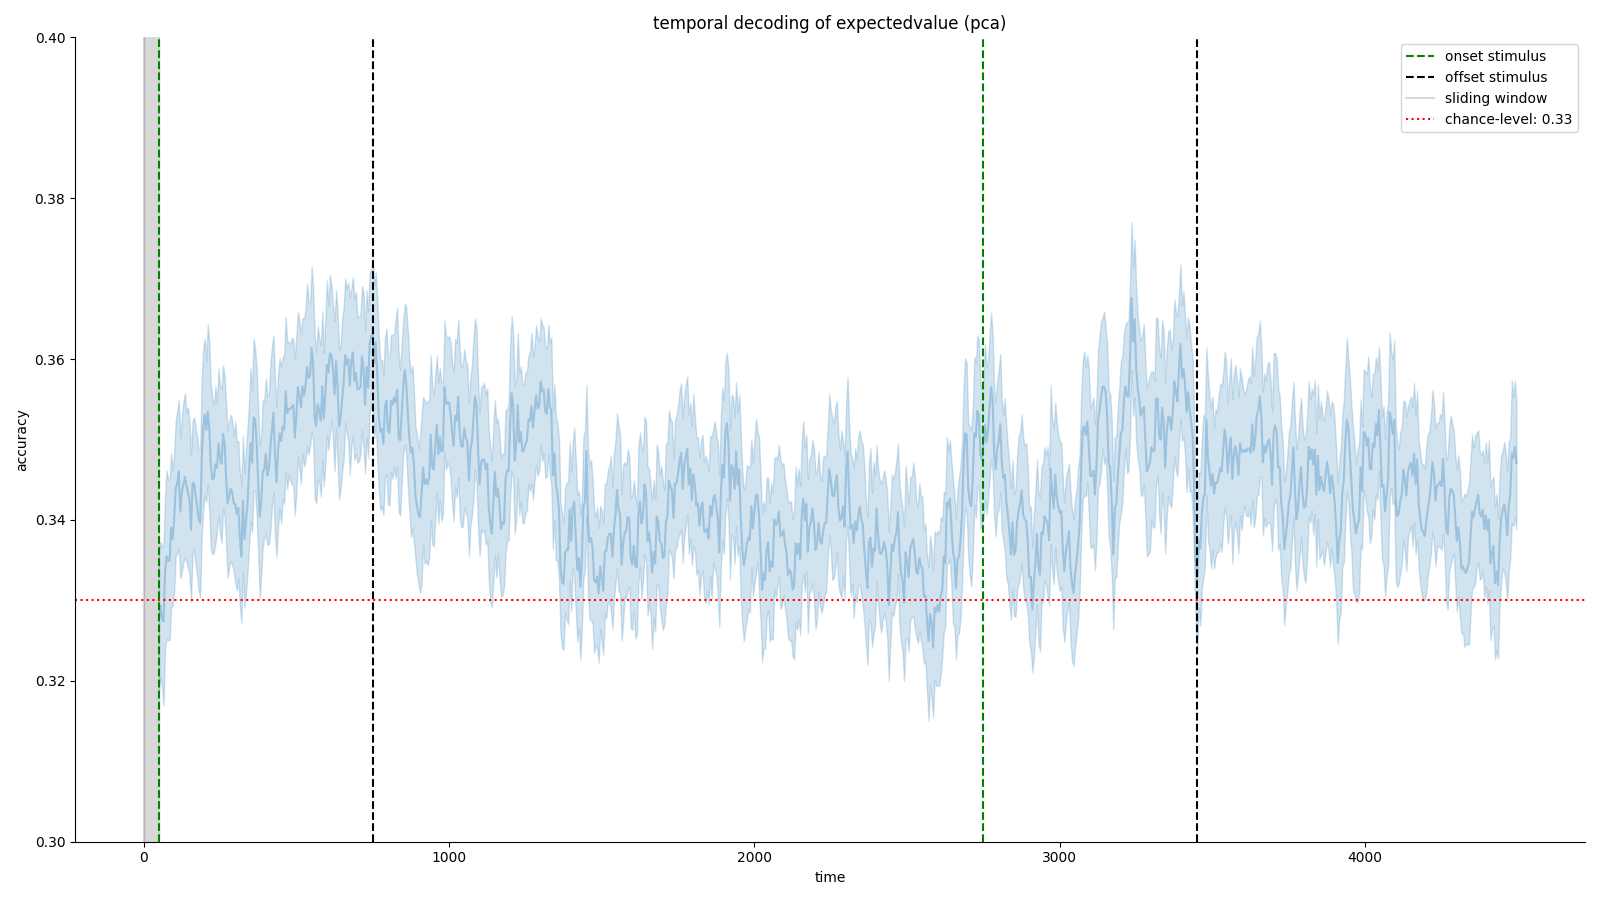 temporal decoding of expectedvalue (pca)
0.40
0.38
0.36
0.34
0.32
0.30
accuracy
onset stimulus
offset stimulus
sliding window
chance-level: 0.33
0
1000
2000
3000
4000
time